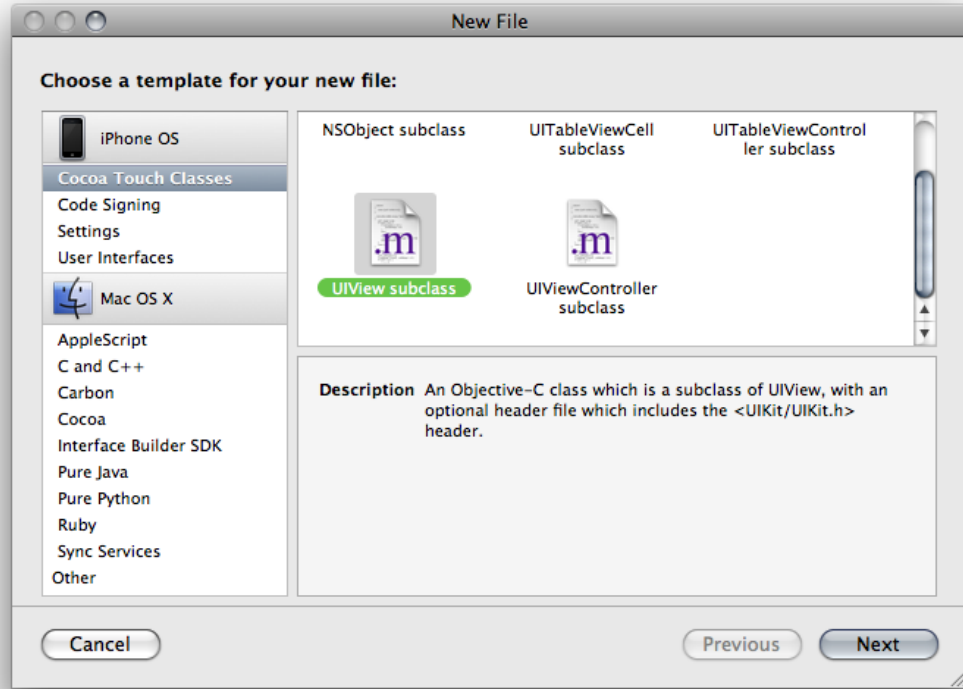 New File
Choose a template for your new file:
iPhone OS
Cocoa Touch Classes
Code Signing
Settings
User Interfaces
Mac OS X
AppleScript
C and C++
Carbon
Cocoa
Interface Builder SDK
Pure Java
Pure Python
Ruby
Sync Services
Other
NSObject subclass
UITableViewCell
subclass
UITableViewControl
ler subclass
.m
UIView subclass
.m
UIViewController
subclass
Description An Objective-C class which is a subclass of UIView, with an
optional header file which includes the <UIKit/UIKit.h>
header.
Cancel
Previous
Next